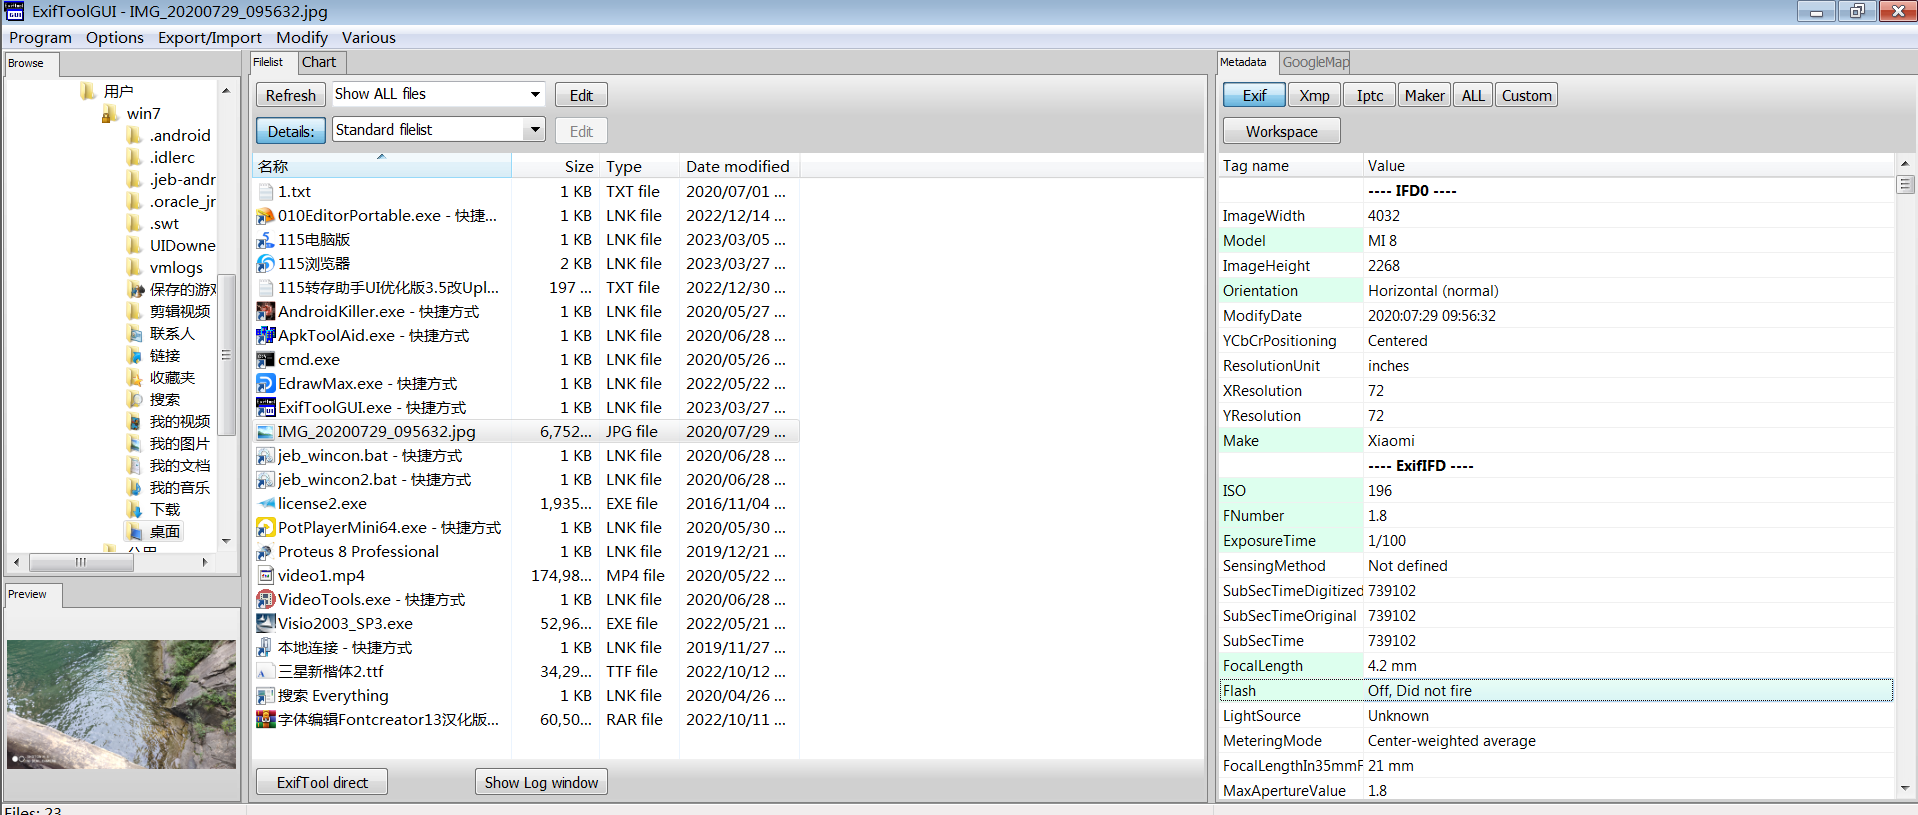 ExifToolGUI - IMG_20200729_095632.jpg
Program Options Export/Import Modify Various
Browse
用户
win7
.android
.idlerc
.jeb-andr
.oracle_jr
.swt
UIDowne
vmlogs
保存的游戏
剪辑视频
联系人
链接
收藏夹
搜索
我的视频
我的图片
我的文档
我的音乐
下载
桌面
Preview
Filelist Chart
Refresh Show ALL files Edit
Details: Standard filelist Edit
名称 Size Type Date modified
1.txt 1 KB TXT file 2020/07/01 ...
010EditorPortable.exe - 快捷... 1 KB LNK file 2022/12/14 ...
115电脑版 1 KB LNK file 2023/03/05 ...
115浏览器 2 KB LNK file 2023/03/27 ...
115转存助手UI优化版3.5改Upl... 197 ... TXT file 2022/12/30 ...
AndroidKiller.exe - 快捷方式 1 KB LNK file 2020/05/27 ...
ApkToolAid.exe - 快捷方式 1 KB LNK file 2020/06/28 ...
cmd.exe 1 KB LNK file 2020/05/26 ...
EdrawMax.exe - 快捷方式 1 KB LNK file 2022/05/22 ...
ExifToolGUI.exe - 快捷方式 1 KB LNK file 2023/03/27 ...
IMG_20200729_095632.jpg 6,752... JPG file 2020/07/29 ...
jeb_wincon.bat - 快捷方式 1 KB LNK file 2020/06/28 ...
jeb_wincon2.bat - 快捷方式 1 KB LNK file 2020/06/28 ...
license2.exe 1,935... EXE file 2016/11/04 ...
PotPlayerMini64.exe - 快捷方式 1 KB LNK file 2020/05/30 ...
Proteus 8 Professional 1 KB LNK file 2019/12/21 ...
video1.mp4 174,98... MP4 file 2020/05/22 ...
VideoTools.exe - 快捷方式 1 KB LNK file 2020/06/28 ...
Visio2003_SP3.exe 52,96... EXE file 2022/05/21 ...
本地连接 - 快捷方式 1 KB LNK file 2019/11/27 ...
三星新楷体2.ttf 34,29... TTF file 2022/10/12 ...
搜索 Everything 1 KB LNK file 2020/04/26 ...
字体编辑Fontcreator13汉化版... 60,50... RAR file 2022/10/11 ...
ExifTool direct Show Log window
Metadata GoogleMap
Exif Xmp Iptc Maker ALL Custom
Workspace
Tag name Value
---- IFD0 ----
ImageWidth 4032
Model MI 8
ImageHeight 2268
Orientation Horizontal (normal)
ModifyDate 2020:07:29 09:56:32
YCbCrPositioning Centered
ResolutionUnit inches
XResolution 72
YResolution 72
Make Xiaomi
---- ExifIFD ----
ISO 196
FNumber 1.8
ExposureTime 1/100
SensingMethod Not defined
SubSecTimeDigitized 739102
SubSecTimeOriginal 739102
SubSecTime 739102
FocalLength 4.2 mm
Flash Off, Did not fire
LightSource Unknown
MeteringMode Center-weighted average
FocalLengthIn35mmF 21 mm
MaxApertureValue 1.8
Files: 23